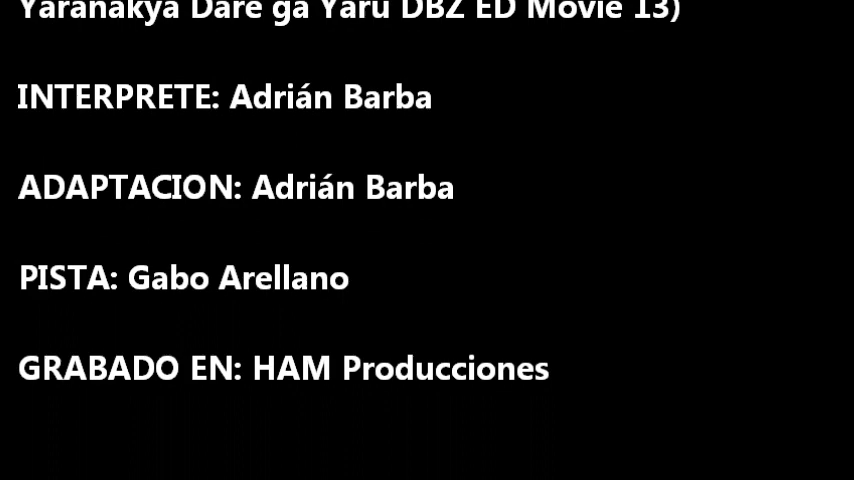 Yaranakya Dare ga Yaru DBZ ED Movie 13)
INTERPRETE: Adrián Barba
ADAPTACION: Adrián Barba
PISTA: Gabo Arellano
GRABADO EN: HAM Producciones